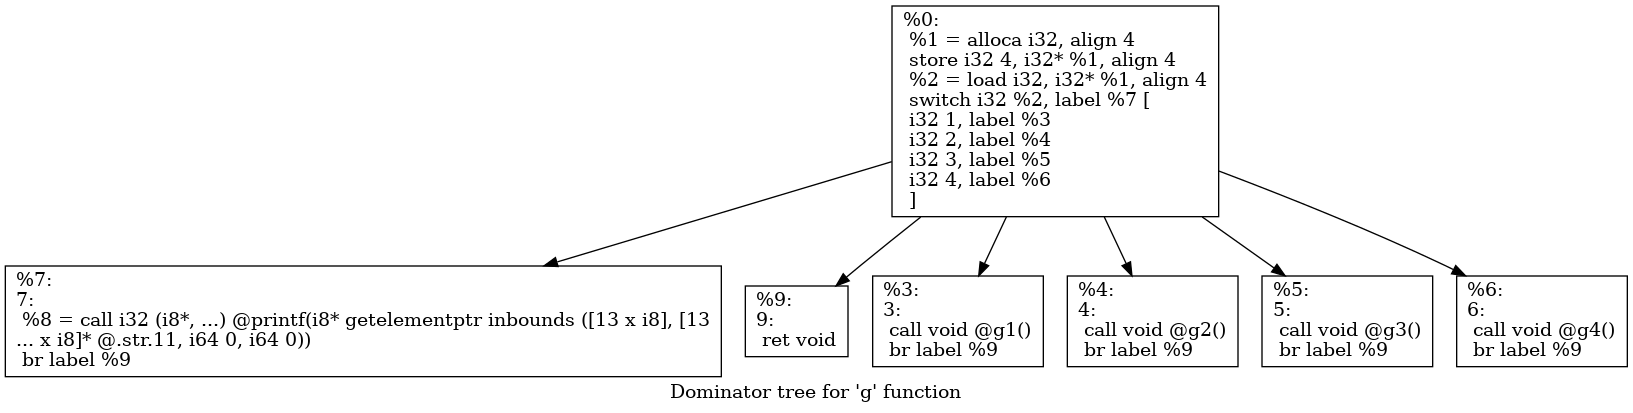 %0:
%1 = alloca i32, align 4
store i32 4, i32* %1, align 4
%2 = load i32, i32* %1, align 4
switch i32 %2, label %7 [
i32 1, label %3
i32 2, label %4
i32 3, label %5
i32 4, label %6
]
%7:
7:
%8 = call i32 (i8*, ...) @printf(i8* getelementptr inbounds ([13 x i8], [13
... x i8]* @.str.11, i64 0, i64 0))
br label %9
%9:
9:
ret void
%3:
3:
call void @g1()
br label %9
%4:
4:
call void @g2()
br label %9
%5:
5:
call void @g3()
br label %9
%6:
6:
call void @g4()
br label %9
Dominator tree for 'g' function